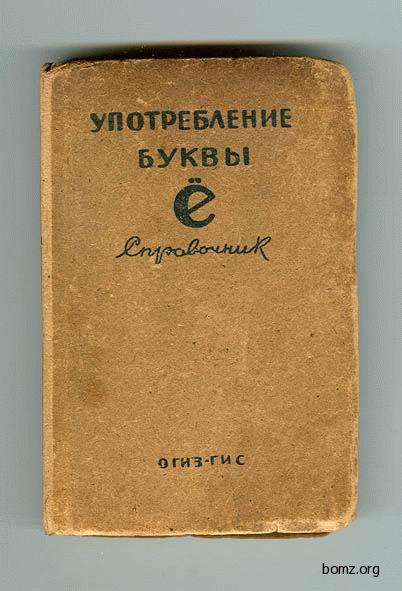 УПОТРЕБЛЕНИЕ
БУКВЫ
Ё
Справочник
ОГИЗ-ГИС
bomz.org